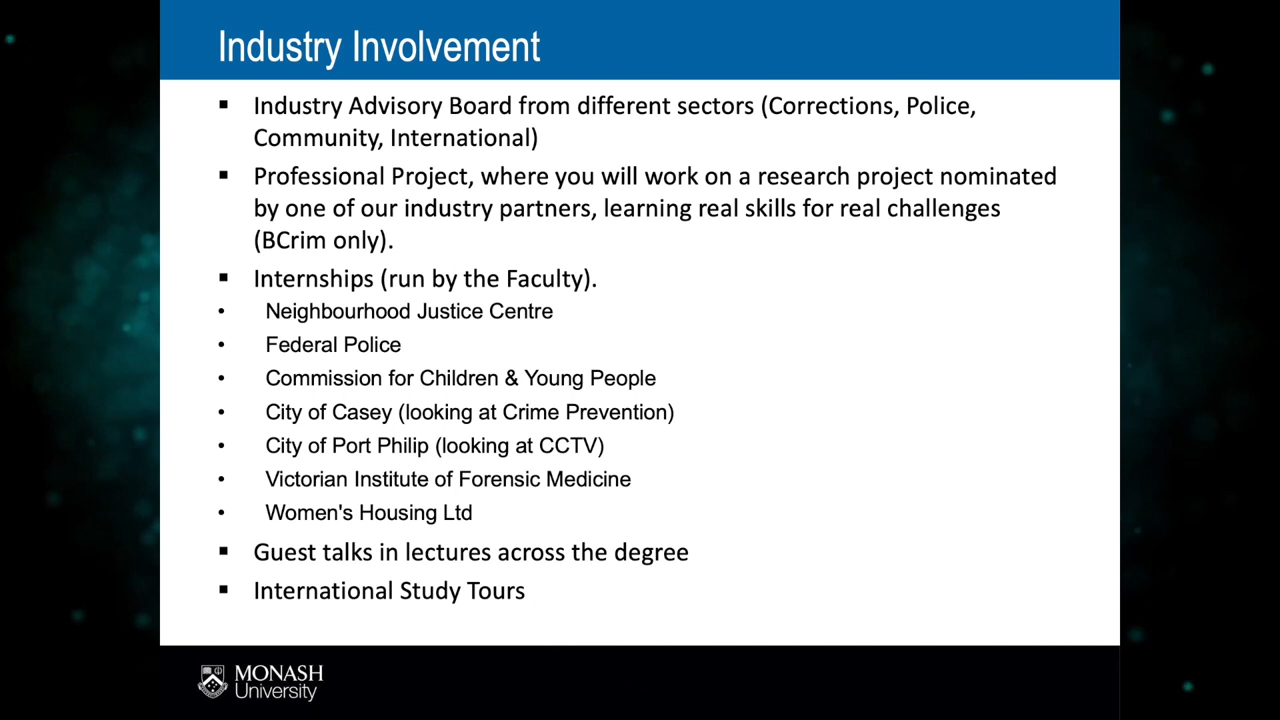 Industry Involvement
▪ Industry Advisory Board from different sectors (Corrections, Police,
Community, International)
▪ Professional Project, where you will work on a research project nominated
by one of our industry partners, learning real skills for real challenges
(BCrim only).
▪ Internships (run by the Faculty).
• Neighbourhood Justice Centre
• Federal Police
• Commission for Children & Young People
• City of Casey (looking at Crime Prevention)
• City of Port Philip (looking at CCTV)
• Victorian Institute of Forensic Medicine
• Women's Housing Ltd
▪ Guest talks in lectures across the degree
▪ International Study Tours
MONASH
University